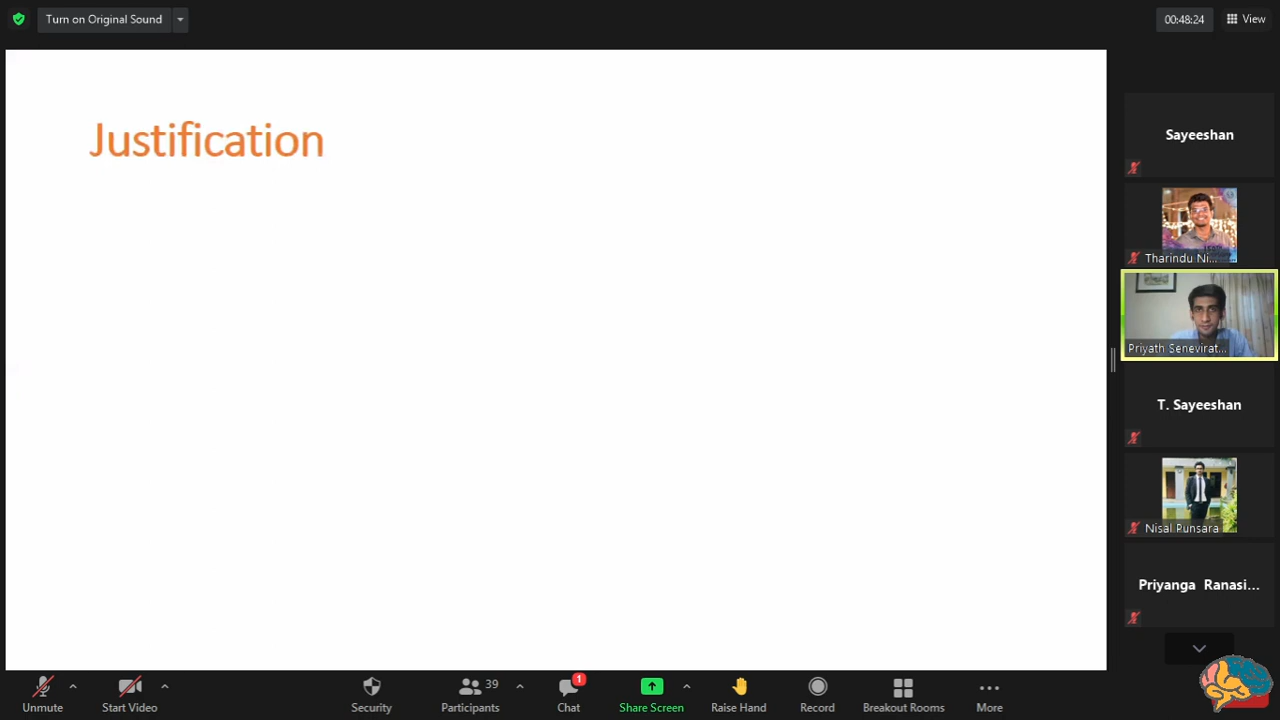 Turn on Original Sound
00:48:24
View
Justification
Sayeeshan
Tharindu Ni...
Priyath Senevirat...
T. Sayeeshan
Nisal Punsara
Priyanga Ranasi...
Unmute
Start Video
Security
39
Participants
1
Chat
Share Screen
Raise Hand
Record
Breakout Rooms
More